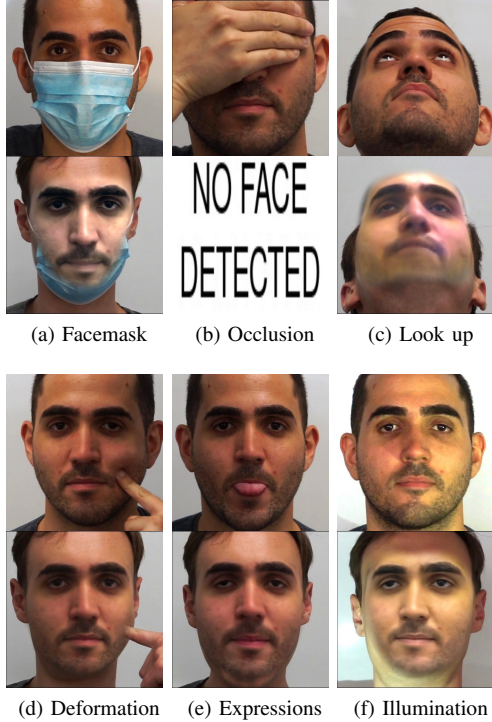 NO FACE
DETECTED
(a) Facemask
(b) Occlusion
(c) Look up
(d) Deformation
(e) Expressions
(f) Illumination